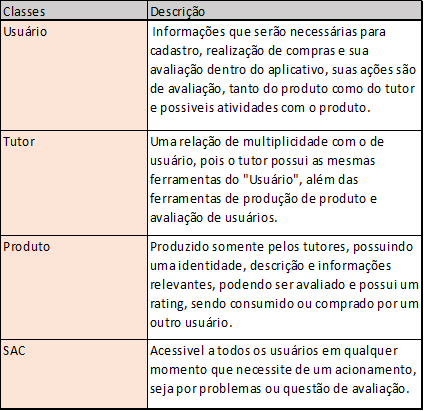 Classes Descrição
Usuário Informações que serão necessárias para
cadastro, realização de compras e sua
avaliação dentro do aplicativo, suas ações são
de avaliação, tanto do produto como do tutor
e possiveis atividades com o produto.
Tutor Uma relação de multiplicidade com o de
usuário, pois o tutor possui as mesmas
ferramentas do "Usuário", além das
ferramentas de produção de produto e
avaliação de usuários.
Produto Produzido somente pelos tutores, possuindo
uma identidade, descrição e informações
relevantes, podendo ser avaliado e possui um
rating, sendo consumido ou comprado por um
outro usuário.
SAC Acessivel a todos os usuários em qualquer
momento que necessite de um acionamento,
seja por problemas ou questão de avaliação.